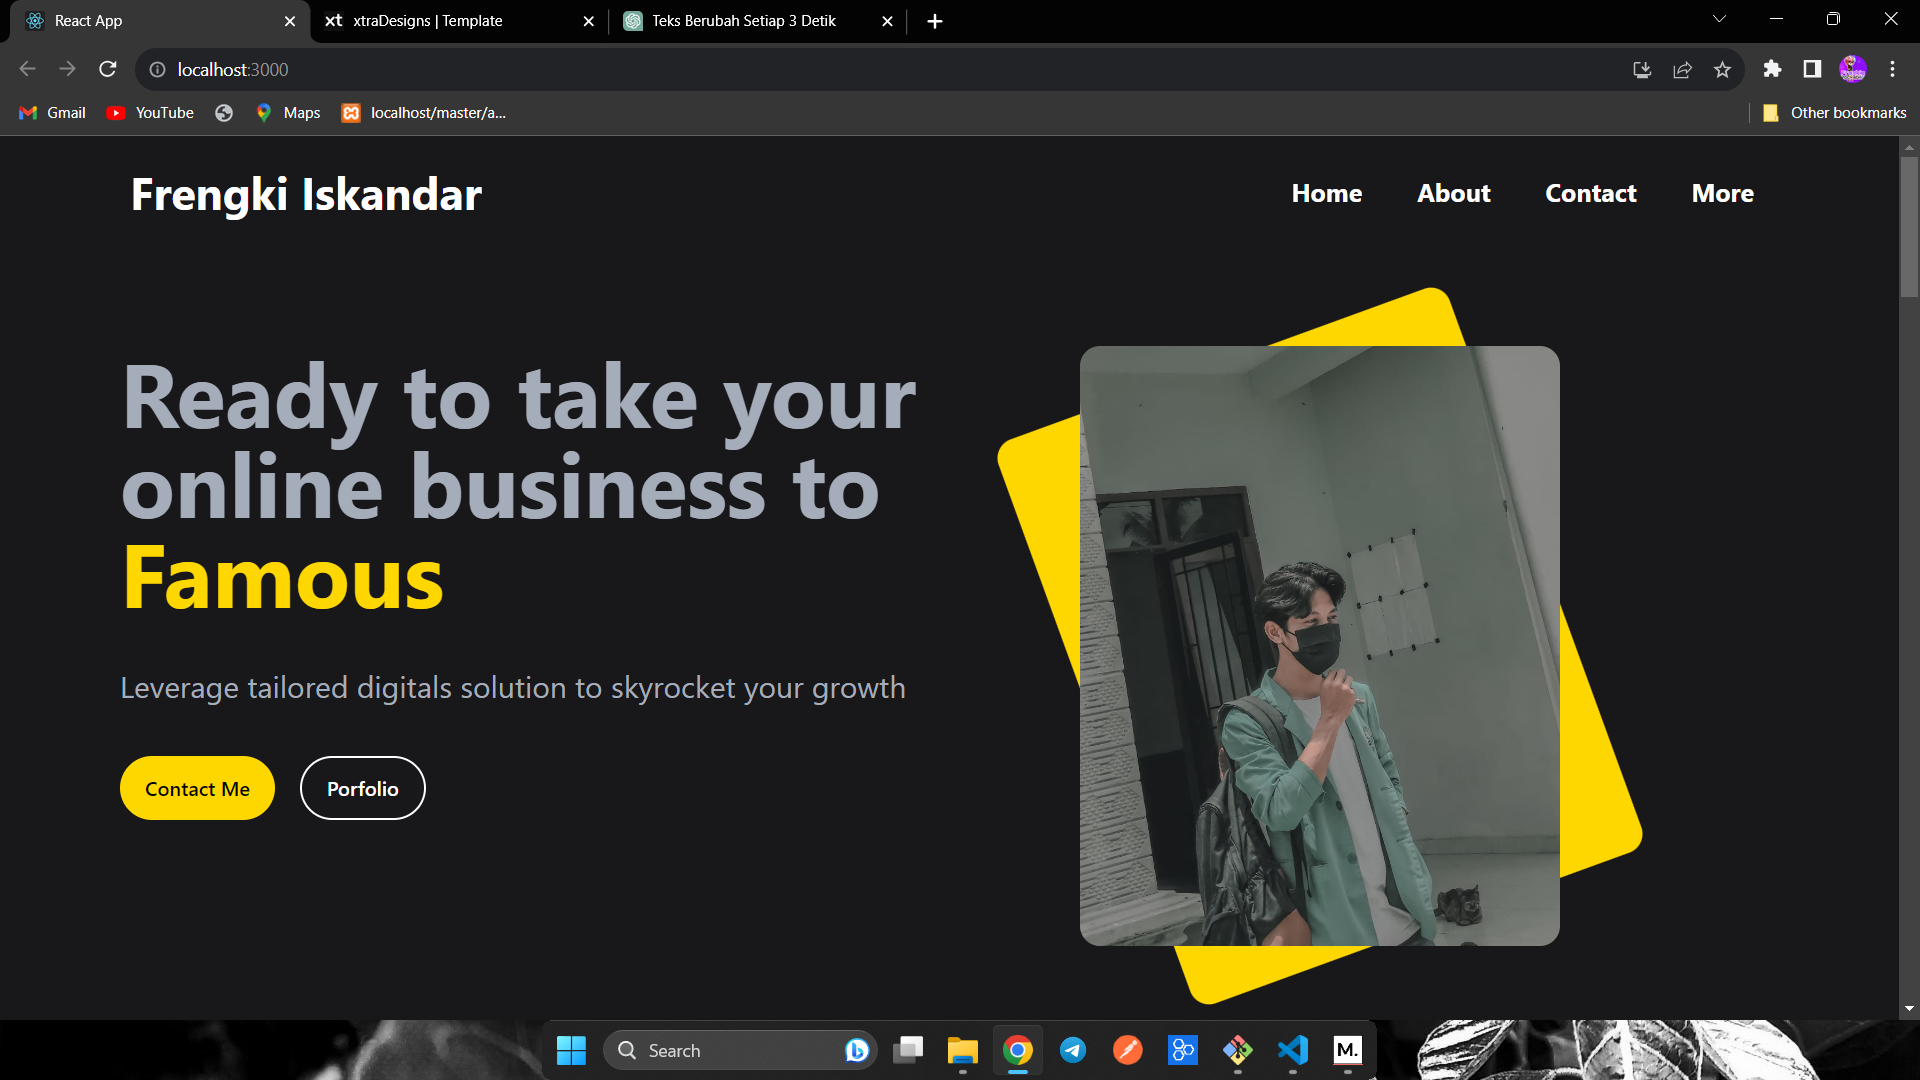 React App
xt xtraDesigns | Template
Teks Berubah Setiap 3 Detik
localhost:3000
Gmail
YouTube
Maps
localhost/master/a...
Other bookmarks
Frengki Iskandar
Home
About
Contact
More
Ready to take your
online business to
Famous
Leverage tailored digitals solution to skyrocket your growth
Contact Me
Porfolio
Search
M.